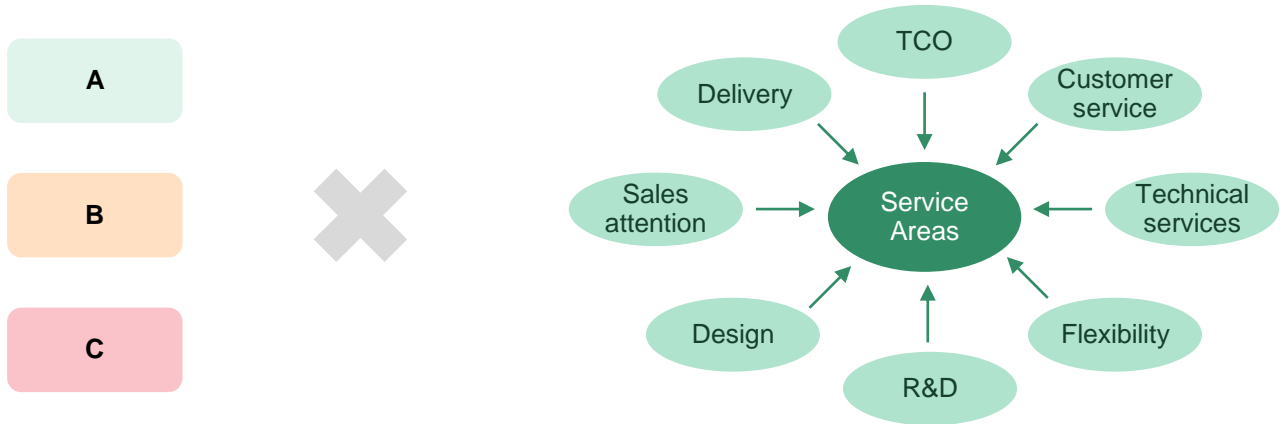 A
B
C
TCO
Customer
service
Technical
services
Flexibility
R&D
Design
Sales
attention
Delivery
Service
Areas